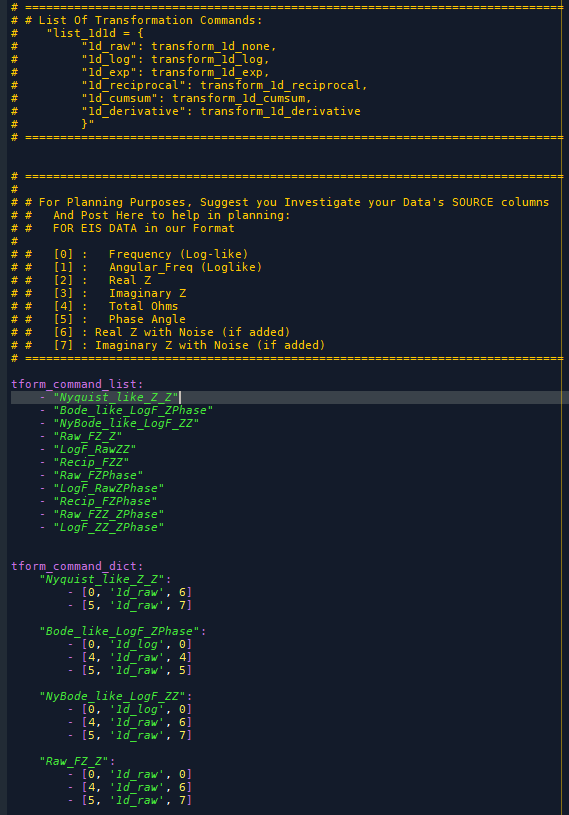 # =============================================================================
# # List Of Transformation Commands:
#    "list_1d1d = {
#         "1d_raw": transform_1d_none,
#         "1d_log": transform_1d_log,
#         "1d_exp": transform_1d_exp,
#         "1d_reciprocal": transform_1d_reciprocal,
#         "1d_cumsum": transform_1d_cumsum,
#         "1d_derivative": transform_1d_derivative
#         }"
# =============================================================================
# =============================================================================
#
# # For Planning Purposes, Suggest you Investigate your Data's SOURCE columns
# #   And Post Here to help in planning:
# #   FOR EIS DATA in our Format
#
# #   [0] :   Frequency (Log-like)
# #   [1] :   Angular_Freq (Loglike)
# #   [2] :   Real Z
# #   [3] :   Imaginary Z
# #   [4] :   Total Ohms
# #   [5] :   Phase Angle
# #   [6] : Real Z with Noise (if added)
# #   [7] : Imaginary Z with Noise (if added)
# =============================================================================
tform_command_list:
    - "Nyquist_like_Z_Z"
    - "Bode_like_LogF_ZPhase"
    - "NyBode_like_LogF_ZZ"
    - "Raw_FZ_Z"
    - "LogF_RawZZ"
    - "Recip_FZZ"
    - "Raw_FZPhase"
    - "LogF_RawZPhase"
    - "Recip_FZPhase"
    - "Raw_FZZ_ZPhase"
    - "LogF_ZZ_ZPhase"
tform_command_dict:
    "Nyquist_like_Z_Z":
        - [0, '1d_raw', 6]
        - [5, '1d_raw', 7]
    "Bode_like_LogF_ZPhase":
        - [0, '1d_log', 0]
        - [4, '1d_raw', 4]
        - [5, '1d_raw', 5]
    "NyBode_like_LogF_ZZ":
        - [0, '1d_log', 0]
        - [4, '1d_raw', 6]
        - [5, '1d_raw', 7]
    "Raw_FZ_Z":
        - [0, '1d_raw', 0]
        - [4, '1d_raw', 6]
        - [5, '1d_raw', 7]